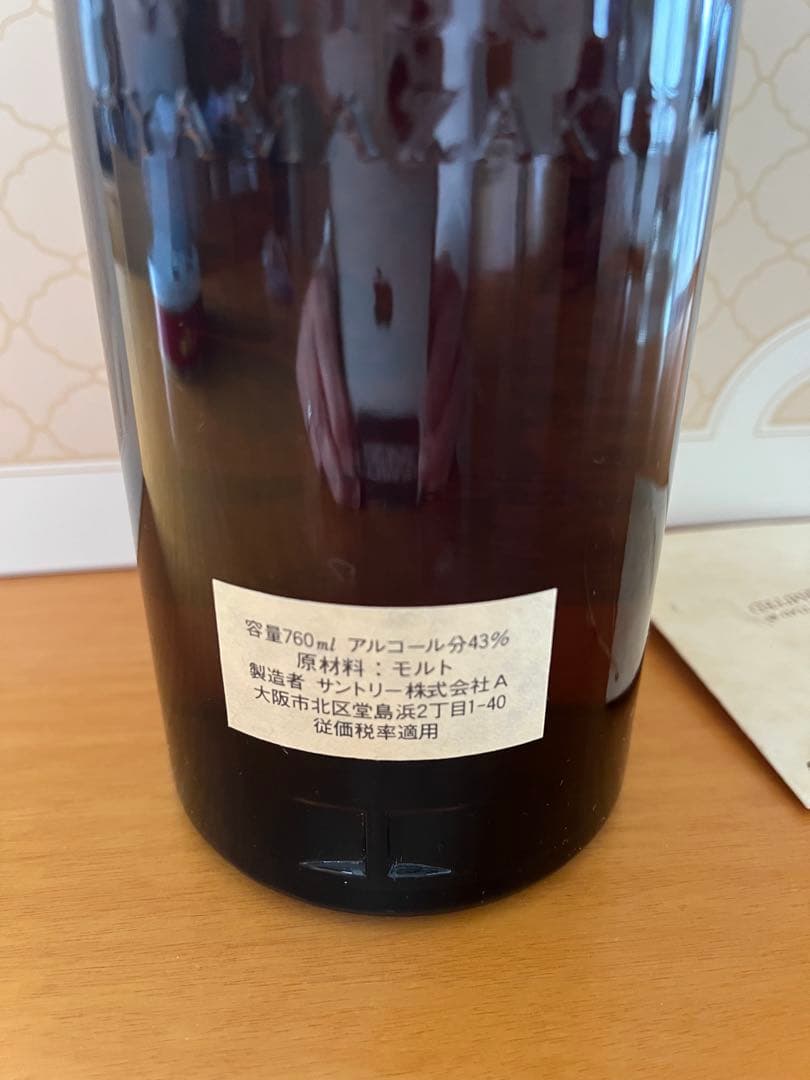 YAMAZAKI
容量760ml アルコール分43%
原材料：モルト
製造者 サントリー株式会社A
大阪市北区堂島浜2丁目1-40
従価税率適用